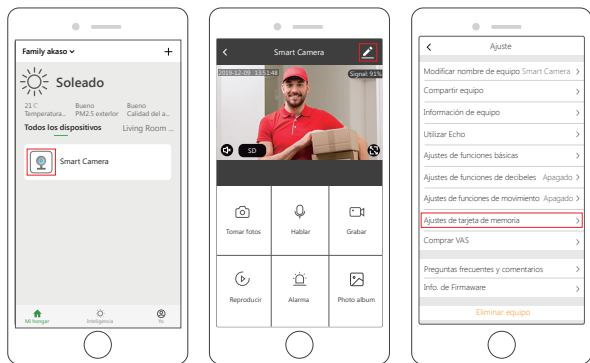 Family akaso
Soleado
21 C Bueno Bueno
Temperatura... PM2.5 exterior Calidad del a...
Todos los dispositivos Living Room ...
Smart Camera
Mi hongar Inteligencia Yo
Smart Camera
2019-12-09 13:51:48 Signal: 91%
SD
Tomar fotos Hablar Grabar
Reproducir Alarma Photo album
Ajuste
Modificar nombre de equipo Smart Camera
Compartir equipo
Información de equipo
Utilizar Echo
Ajustes de funciones básicas
Ajustes de funciones de decibeles Apagado
Ajustes de funciones de movimiento Apagado
Ajustes de tarjeta de memoria
Comprar VAS
Preguntas frecuentes y comentarios
Info. de Firmaware
Eliminar equipo